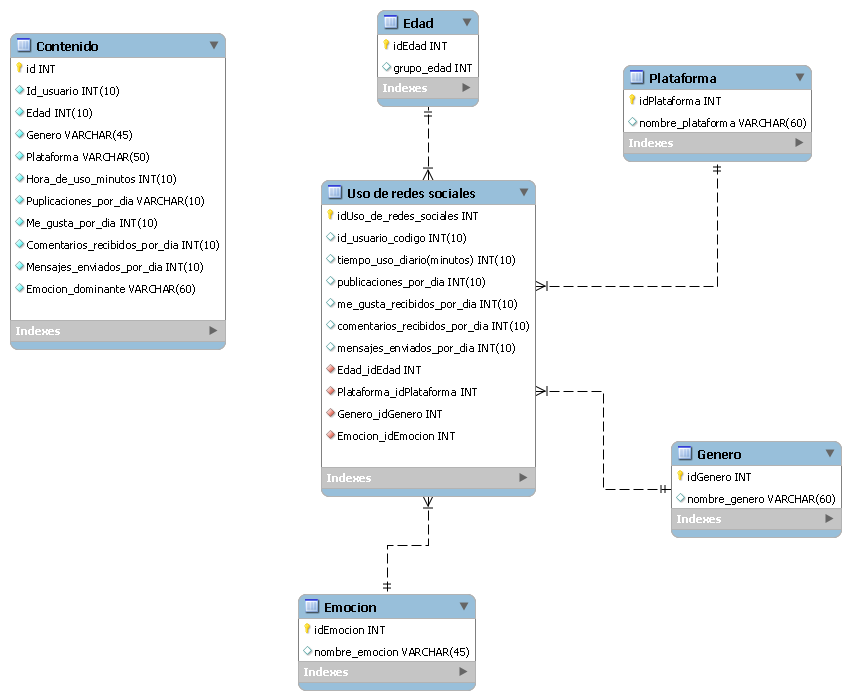 Contenido
id INT
Id_usuario INT(10)
Edad INT(10)
Genero VARCHAR(45)
Plataforma VARCHAR(50)
Hora_de_uso_minutos INT(10)
Puplicaciones_por_dia VARCHAR(10)
Me_gusta_por_dia INT(10)
Comentarios_recibidos_por_dia INT(10)
Mensajes_enviados_por_dia INT(10)
Emocion_dominante VARCHAR(60)
Indexes
Edad
idEdad INT
grupo_edad INT
Indexes
Plataforma
idPlataforma INT
nombre_plataforma VARCHAR(60)
Indexes
Uso de redes sociales
idUso_de_redes_sociales INT
id_usuario_codigo INT(10)
tiempo_uso_diario(minutos) INT(10)
publicaciones_por_dia INT(10)
me_gusta_recibidos_por_dia INT(10)
comentarios_recibidos_por_dia INT(10)
mensajes_enviados_por_dia INT(10)
Edad_idEdad INT
Plataforma_idPlataforma INT
Genero_idGenero INT
Emocion_idEmocion INT
Indexes
Genero
idGenero INT
nombre_genero VARCHAR(60)
Indexes
Emocion
idEmocion INT
nombre_emocion VARCHAR(45)
Indexes